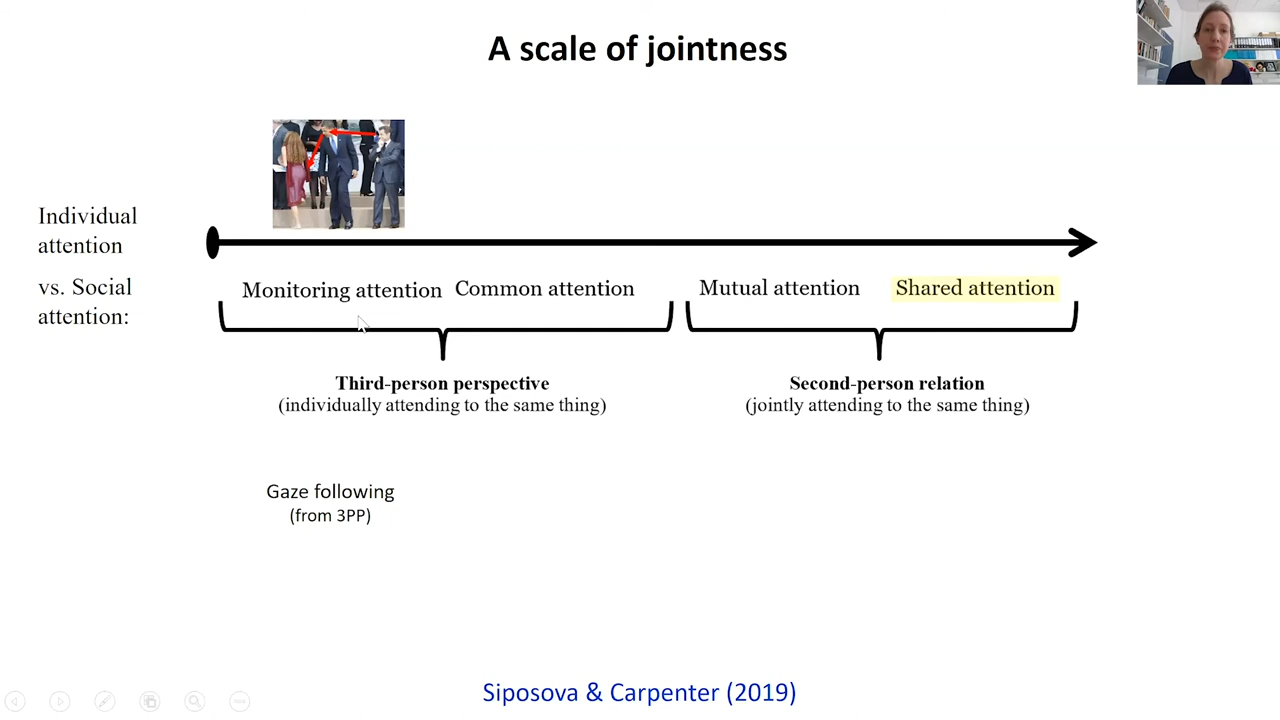 A scale of jointness
Individual
attention
vs. Social
attention:
Monitoring attention
Common attention
Mutual attention
Shared attention
Third-person perspective
(individually attending to the same thing)
Second-person relation
(jointly attending to the same thing)
Gaze following
(from 3PP)
Siposova & Carpenter (2019)